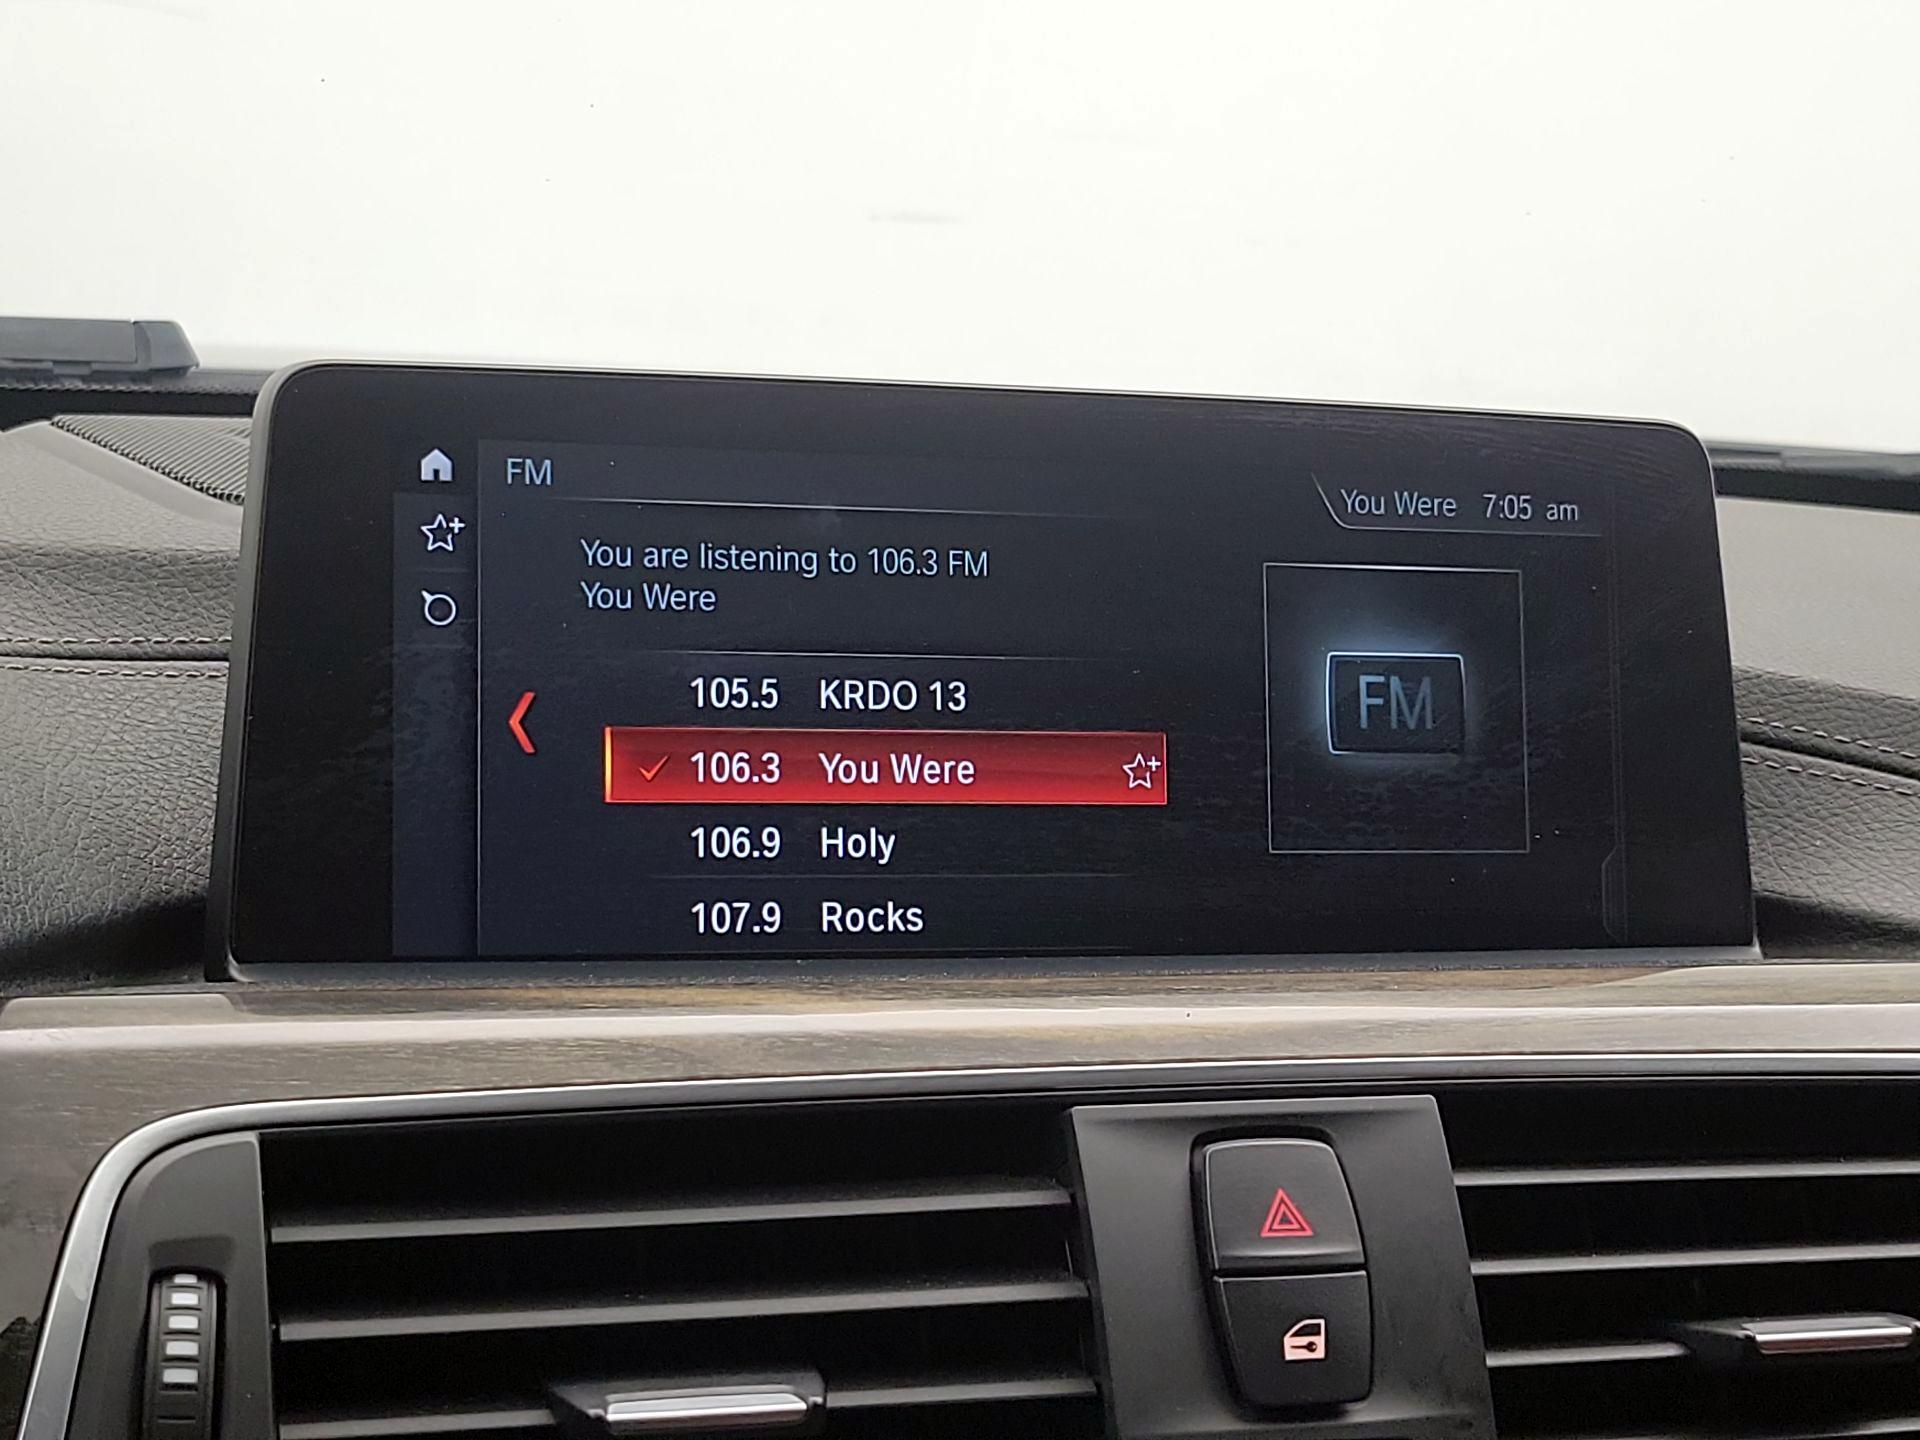 FM
You Were 7:05 am
You are listening to 106.3 FM
You Were
105.5 KRDO 13
106.3 You Were
106.9 Holy
107.9 Rocks
FM